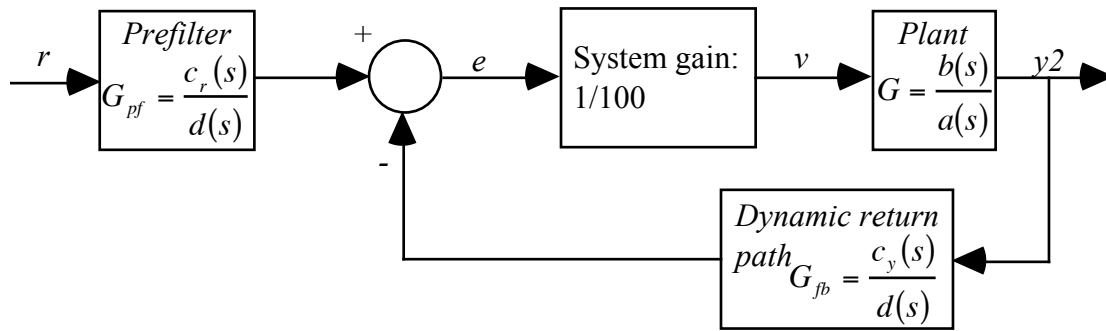 r
Prefilter
G_pf = c_r(s)/d(s)
+
-
e
System gain:
1/100
v
Plant
G = b(s)/a(s)
y2
Dynamic return
path G_fb = c_y(s)/d(s)